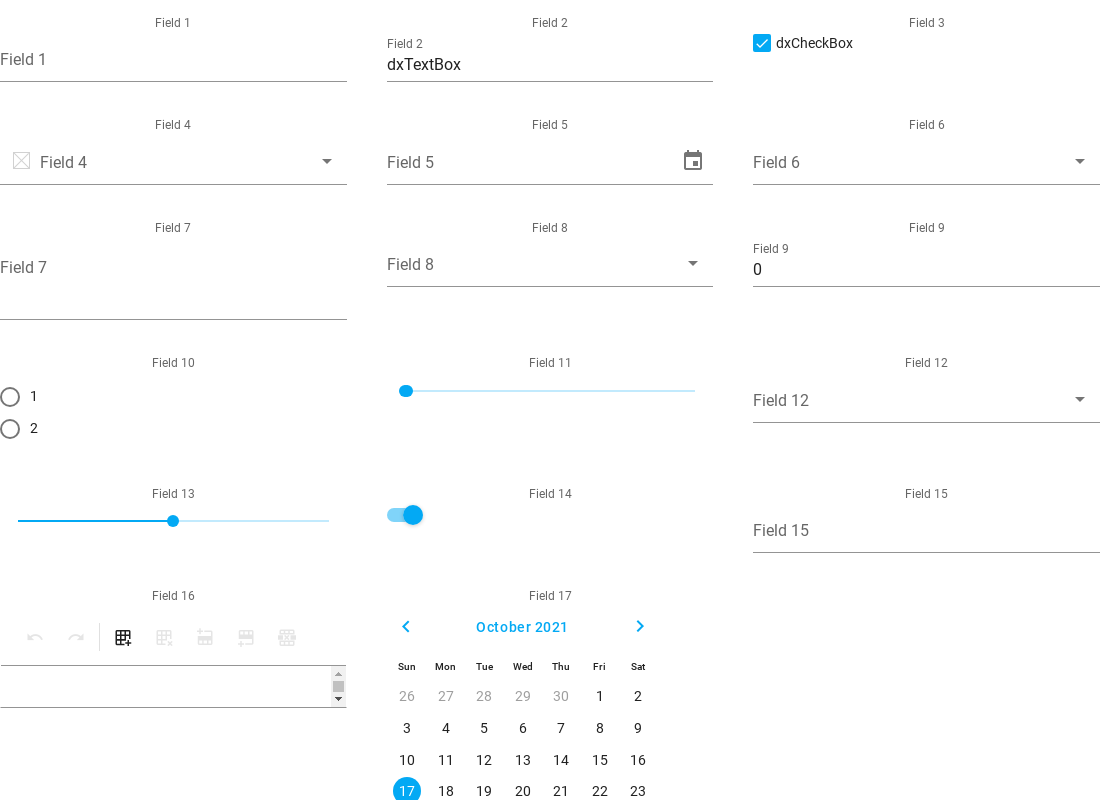 Field 1 Field 2 Field 3
Field 1
Field 2
dxTextBox
dxCheckBox
Field 4 Field 5 Field 6
Field 4 Field 5 Field 6
Field 7 Field 8 Field 9
Field 7
Field 8
Field 9
0
Field 10 Field 11 Field 12
1
2
Field 12
Field 13 Field 14 Field 15
Field 15
Field 16 Field 17
October 2021
Sun Mon Tue Wed Thu Fri Sat
26 27 28 29 30 1 2
3 4 5 6 7 8 9
10 11 12 13 14 15 16
17 18 19 20 21 22 23